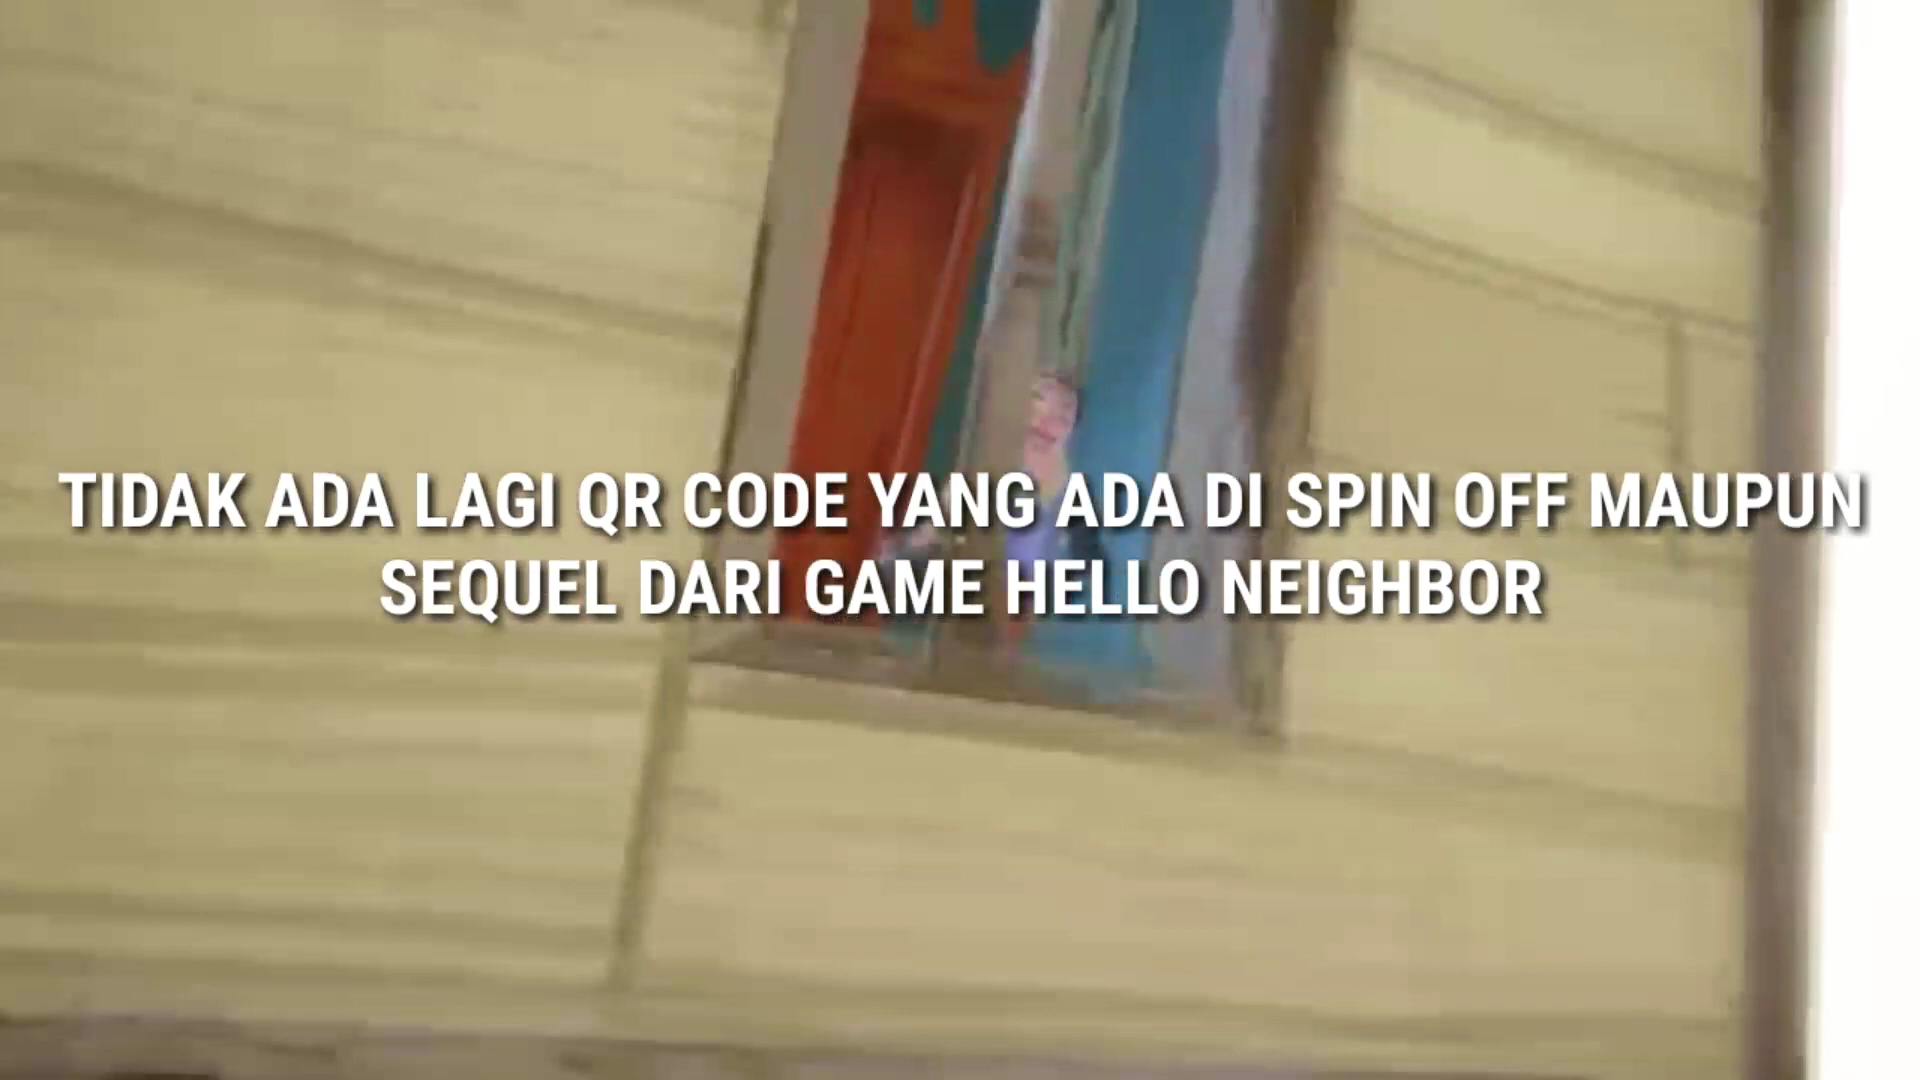 TIDAK ADA LAGI QR CODE YANG ADA DI SPIN OFF MAUPUN
SEQUEL DARI GAME HELLO NEIGHBOR